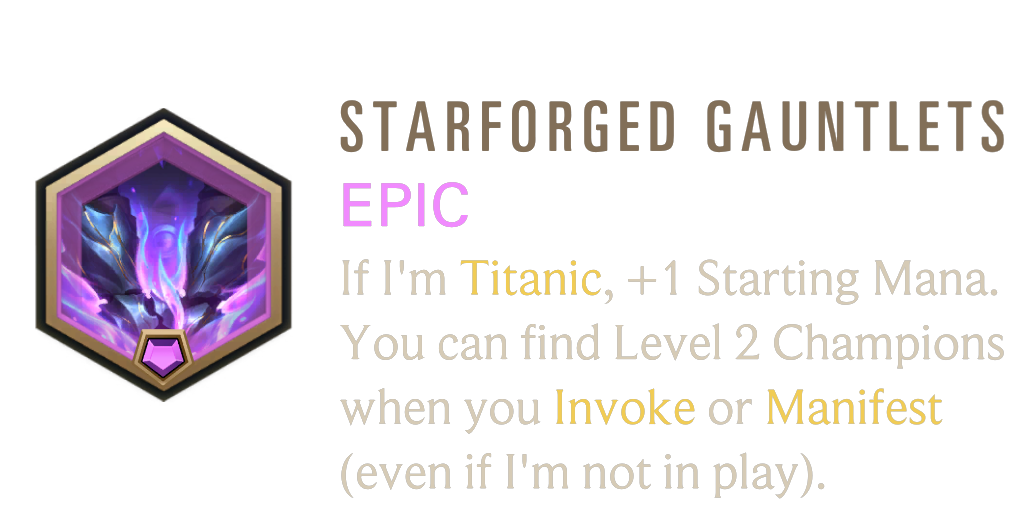 STARFORGED GAUNTLETS
EPIC
If I'm Titanic, +1 Starting Mana.
You can find Level 2 Champions
when you Invoke or Manifest
(even if I'm not in play).